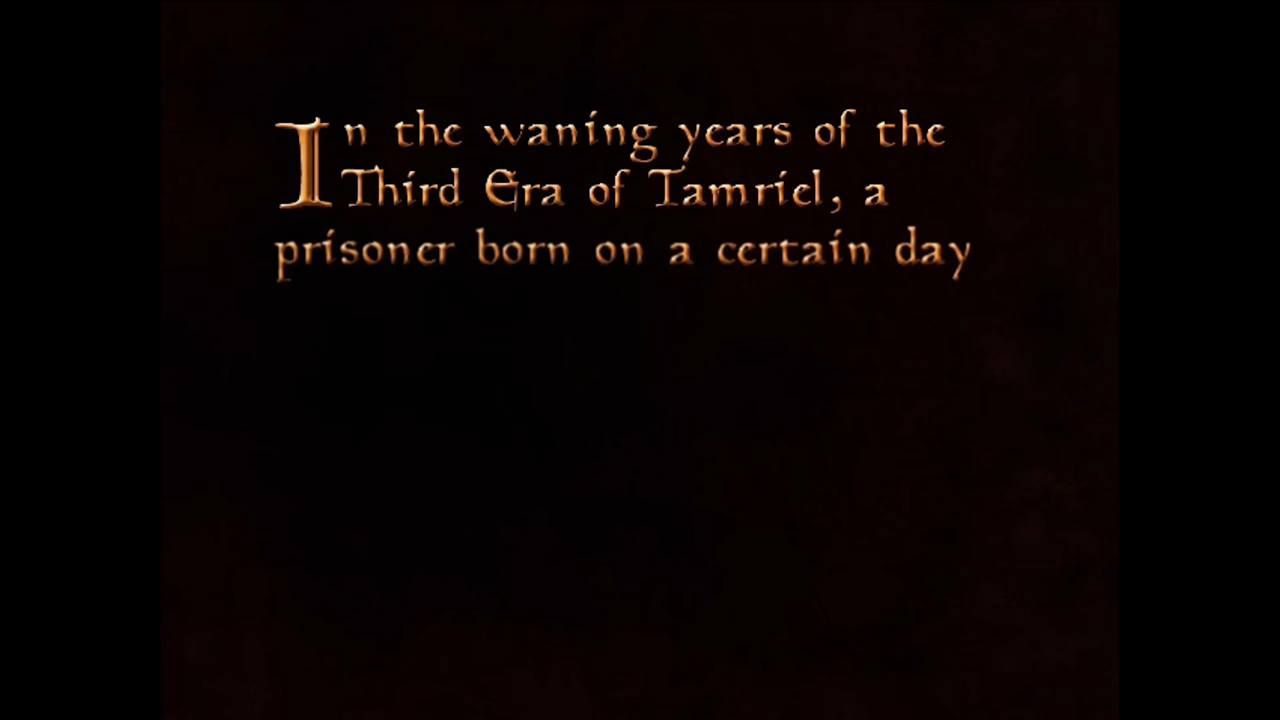 In the waning years of the
Third Era of Tamriel, a
prisoner born on a certain day